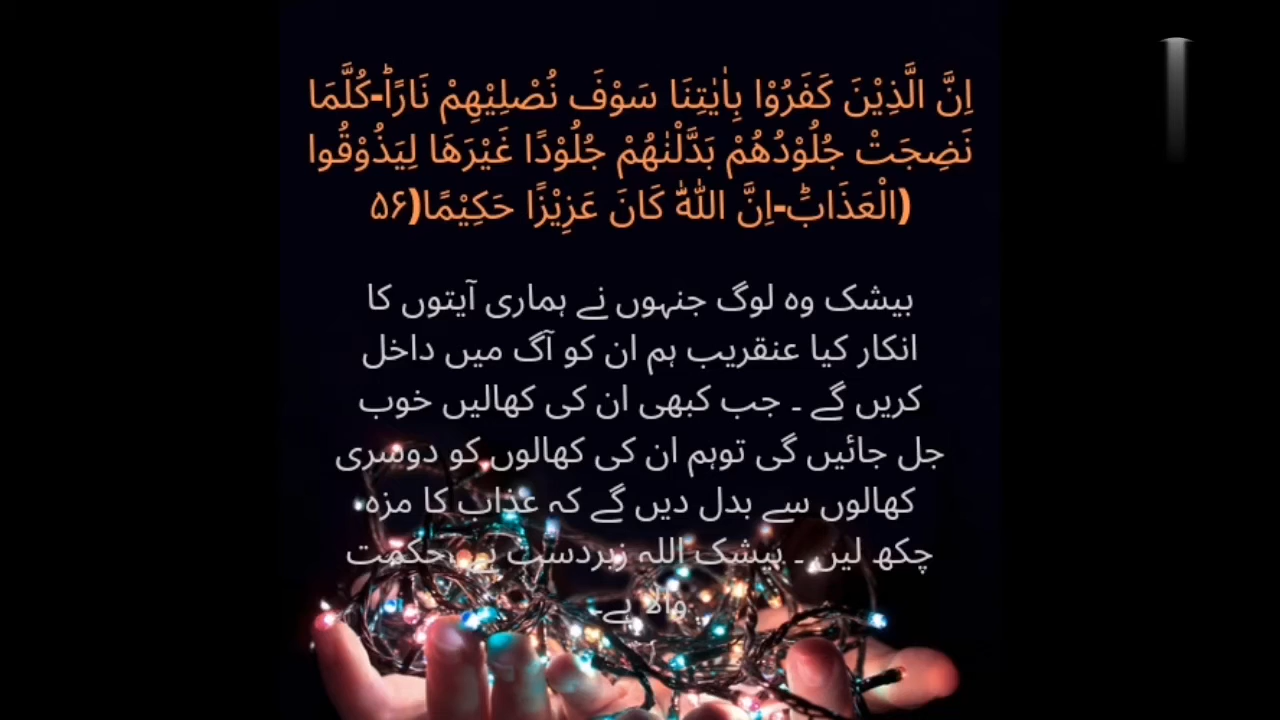 اِنَّ الَّذِیْنَ كَفَرُوْا بِاٰیٰتِنَا سَوْفَ نُصْلِیْهِمْ نَارًاؕ-كُلَّمَا
نَضِجَتْ جُلُوْدُهُمْ بَدَّلْنٰهُمْ جُلُوْدًا غَیْرَهَا لِیَذُوْقُوا
(الْعَذَابَؕ-اِنَّ اللّٰهَ كَانَ عَزِیْزًا حَكِیْمًا(۵۶
بیشک وہ لوگ جنہوں نے ہماری آیتوں کا
انکار کیا عنقریب ہم ان کو آگ میں داخل
کریں گے ۔ جب کبھی ان کی کھالیں خوب
جل جائیں گی توہم ان کی کھالوں کو دوسری
کھالوں سے بدل دیں گے کہ عذاب کا مزہ
چکھ لیں ۔ بیشک اللہ زبردست ہے ،حکمت
والا ہے۔